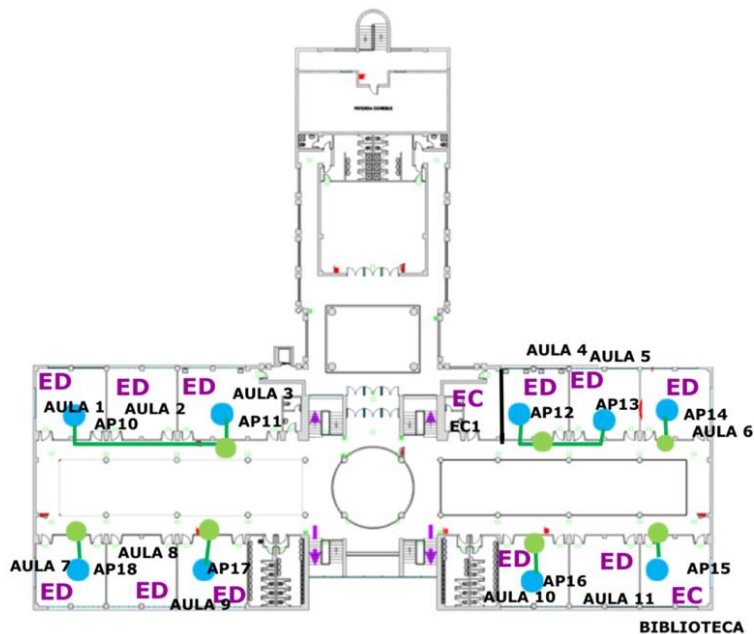 VIVIENDA CONSERJE
AULA 4
AULA 5
ED
ED
ED
ED
ED
ED
EC
AULA 1
AULA 2
AULA 3
AP10
AP11
EC1
AP12
AP13
AP14
AULA 6
AULA 7
AULA 8
AP18
AP17
AP16
AP15
ED
ED
ED
ED
ED
EC
AULA 9
AULA 10
AULA 11
BIBLIOTECA